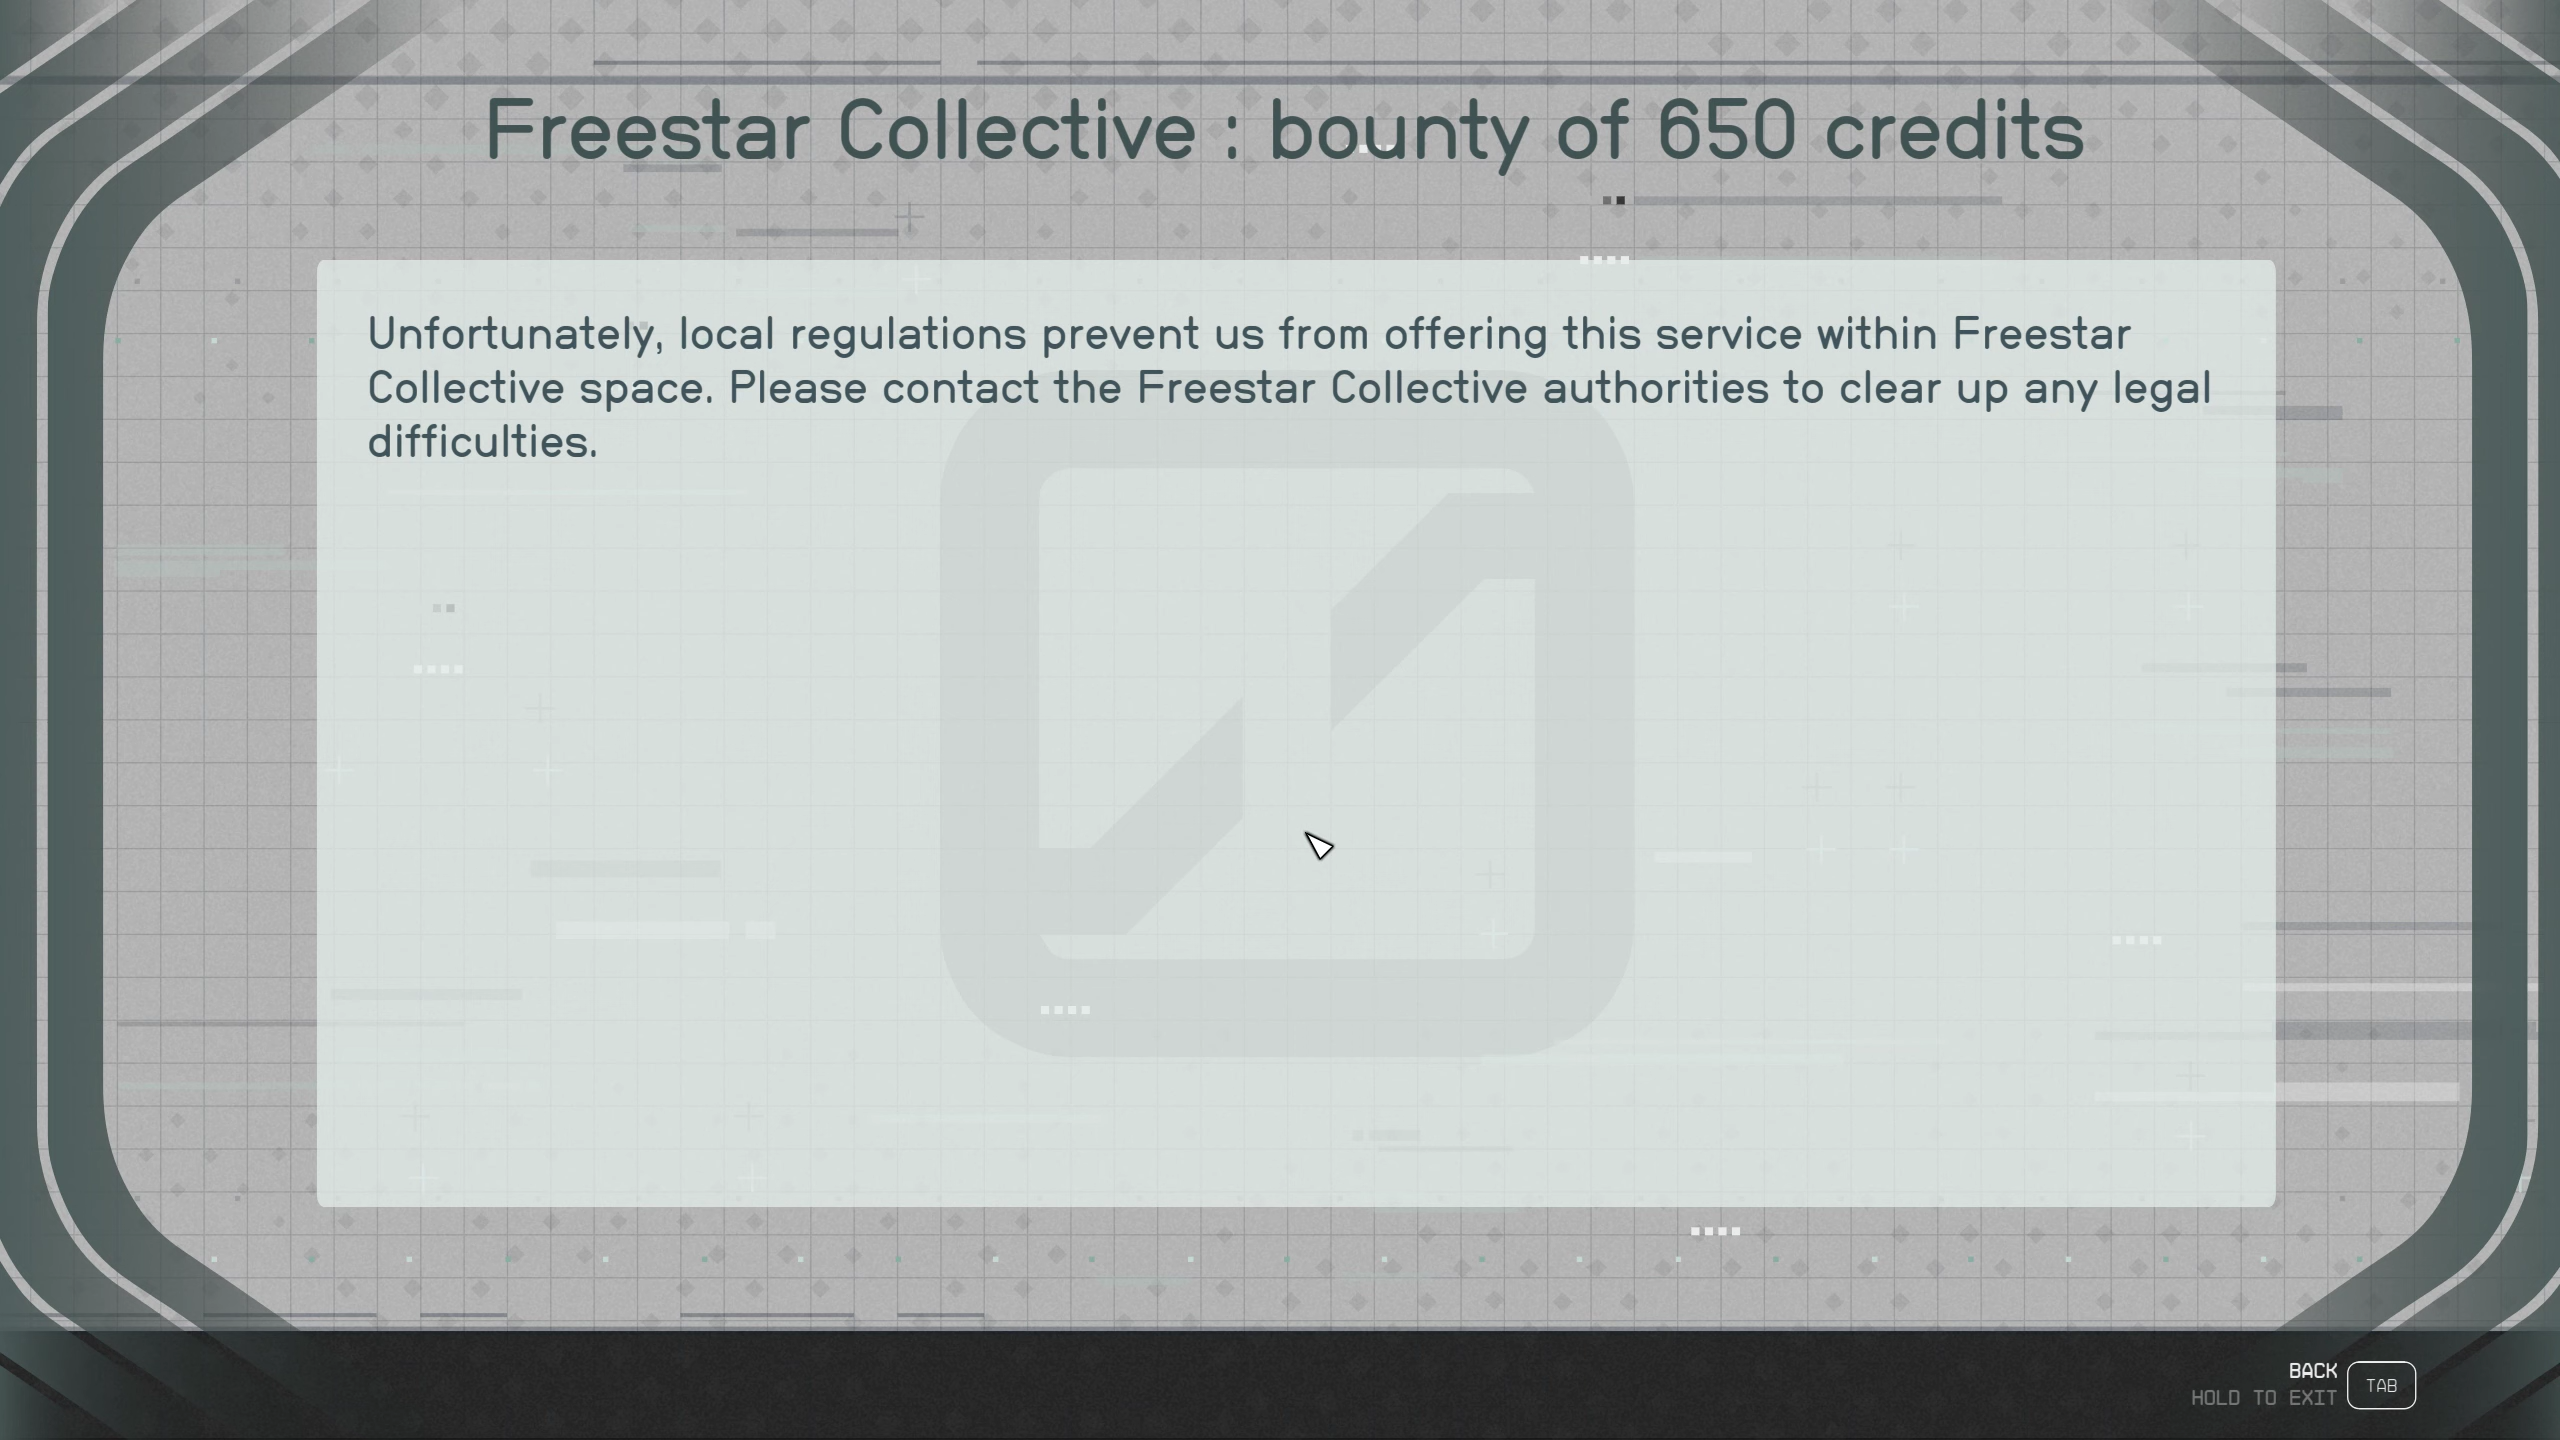 Freestar Collective : bounty of 650 credits
Unfortunately, local regulations prevent us from offering this service within Freestar
Collective space. Please contact the Freestar Collective authorities to clear up any legal
difficulties.
BACK
HOLD TO EXIT
TAB